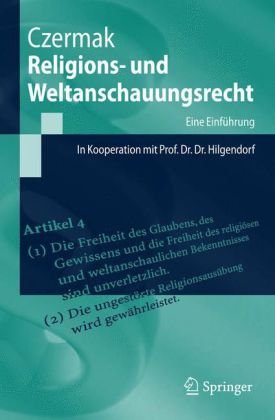 Czermak
Religions- und
Weltanschauungsrecht
Eine Einführung
In Kooperation mit Prof. Dr. Dr. Hilgendorf
Artikel 4
(1) Die Freiheit des Glaubens, des
Gewissens und die Freiheit des religiösen
und weltanschaulichen Bekenntnisses
sind unverletzlich.
(2) Die ungestörte Religionsausübung
wird gewährleistet.
Springer